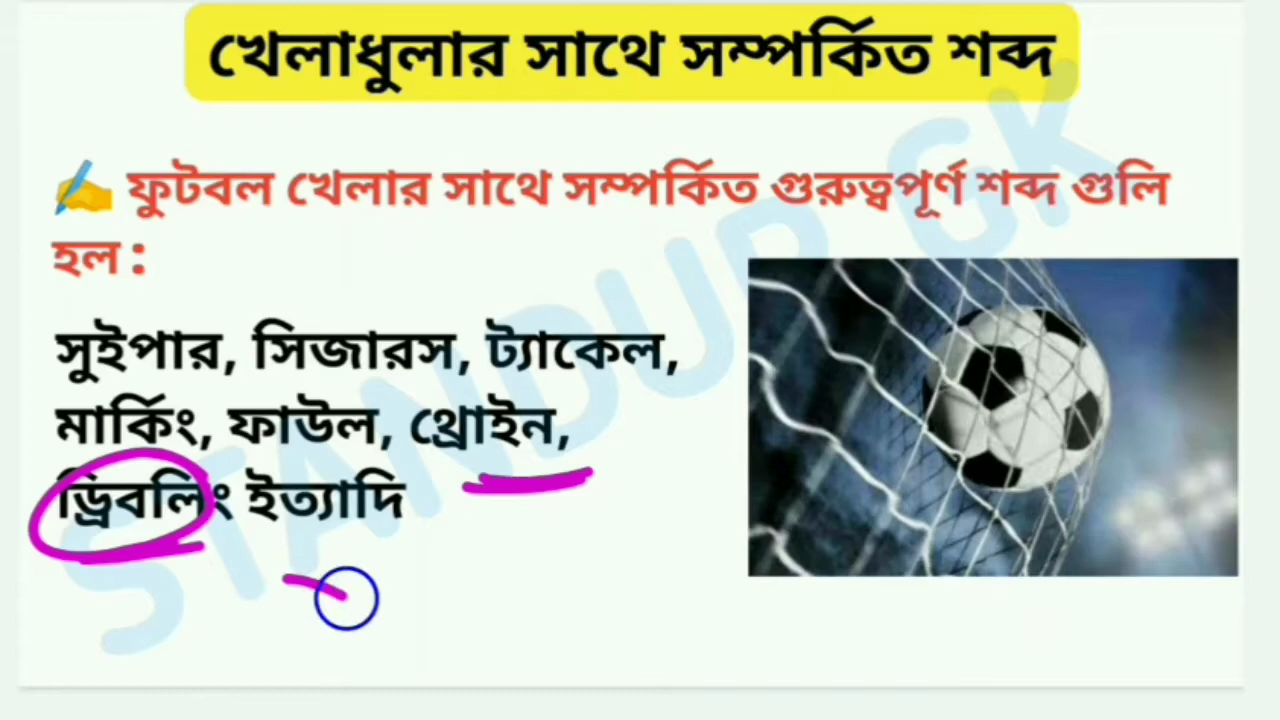 খেলাধুলার সাথে সম্পর্কিত শব্দ
✍️ ফুটবল খেলার সাথে সম্পর্কিত গুরুত্বপূর্ণ শব্দ গুলি
হল :
সুইপার, সিজারস, ট্যাকেল,
মার্কিং, ফাউল, থ্রোইন,
ড্রিবলিং ইত্যাদি
STANDUP GK